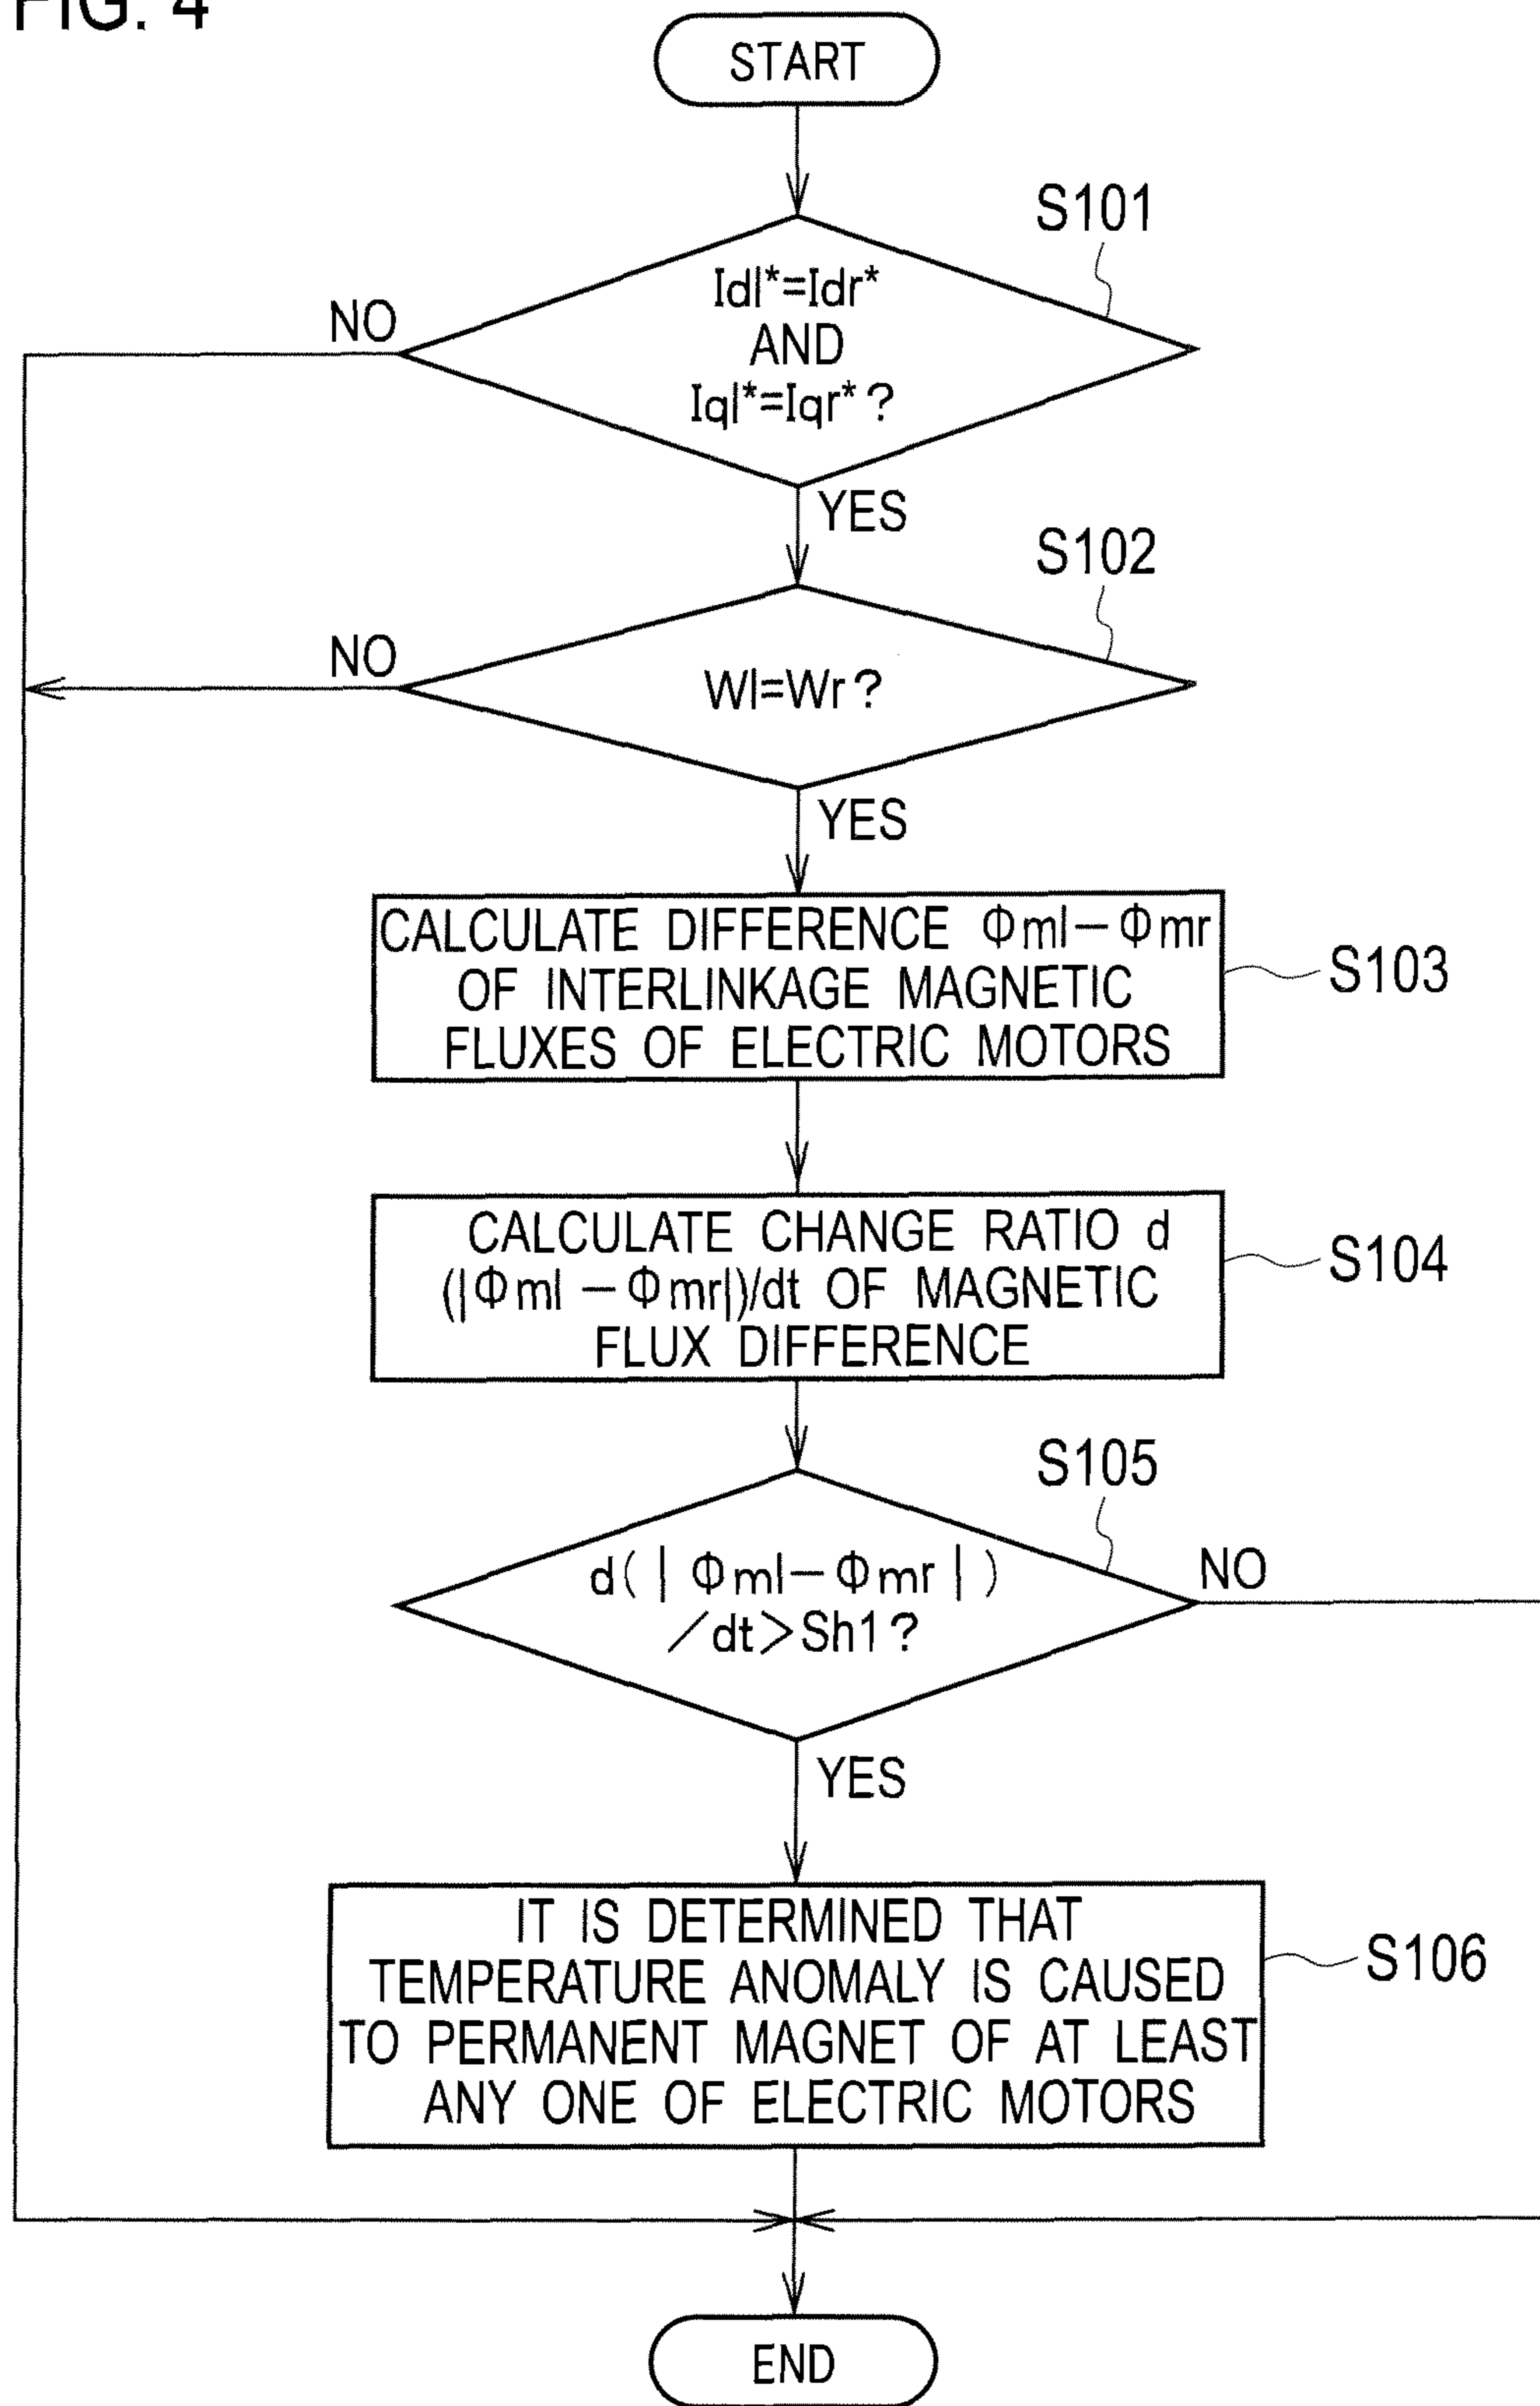 FIG. 4
START
S101
Idl*=Idr*
AND
Iql*=Iqr*?
NO
YES
S102
Wl=Wr?
NO
YES
CALCULATE DIFFERENCE Φml−Φmr
OF INTERLINKAGE MAGNETIC
FLUXES OF ELECTRIC MOTORS
S103
CALCULATE CHANGE RATIO d
(|Φml −Φmr|)/dt OF MAGNETIC
FLUX DIFFERENCE
S104
S105
d(|Φml−Φmr|)
/dt>Sh1?
NO
YES
IT IS DETERMINED THAT
TEMPERATURE ANOMALY IS CAUSED
TO PERMANENT MAGNET OF AT LEAST
ANY ONE OF ELECTRIC MOTORS
S106
END